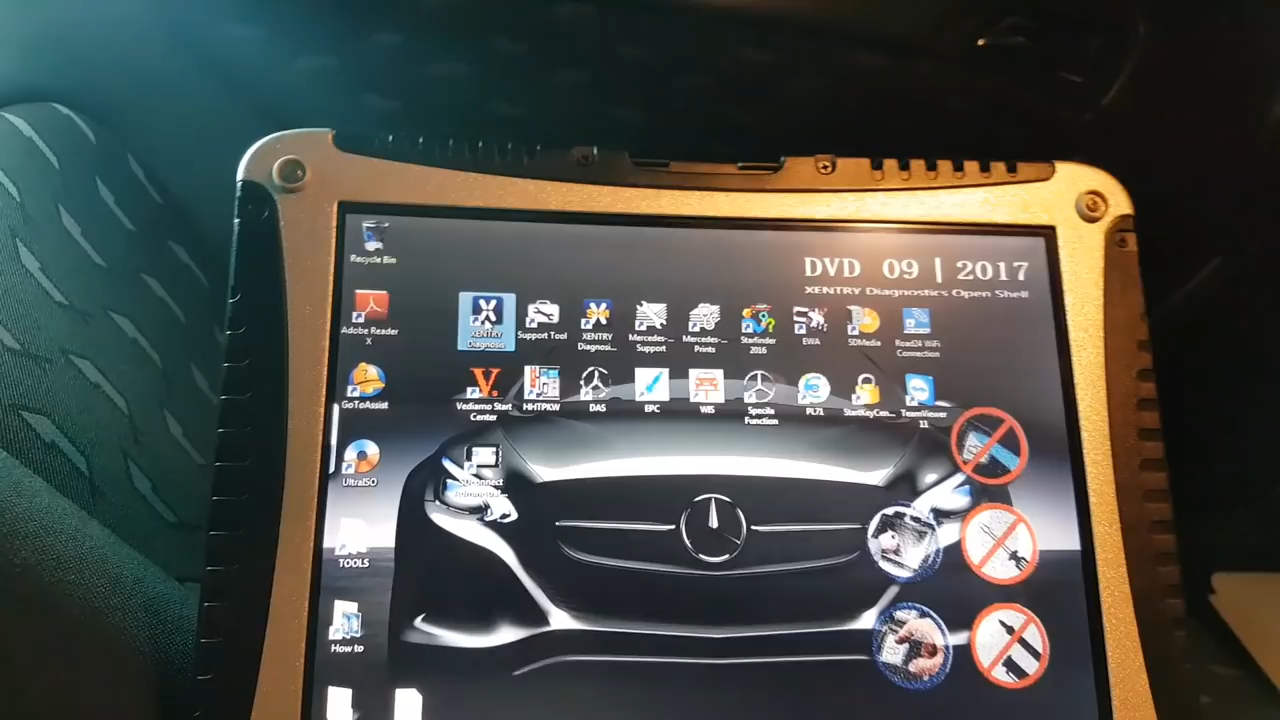 DVD 09 | 2017
XENTRY Diagnostics Open Shell
Recycle Bin
Adobe Reader
X
GoToAssist
UltraISO
TOOLS
How to
XENTRY
Diagnosis
Support Tool
XENTRY
Diagnosi...
Mercedes-...
Support
Mercedes-...
Prints
Starfinder
2016
EWA
SDMedia
Road24 WiFi
Connection
Vediamo Start
Center
HHTPKW
DAS
EPC
WIS
Specila
Function
PL71
StartKeyCen...
TeamViewer
11